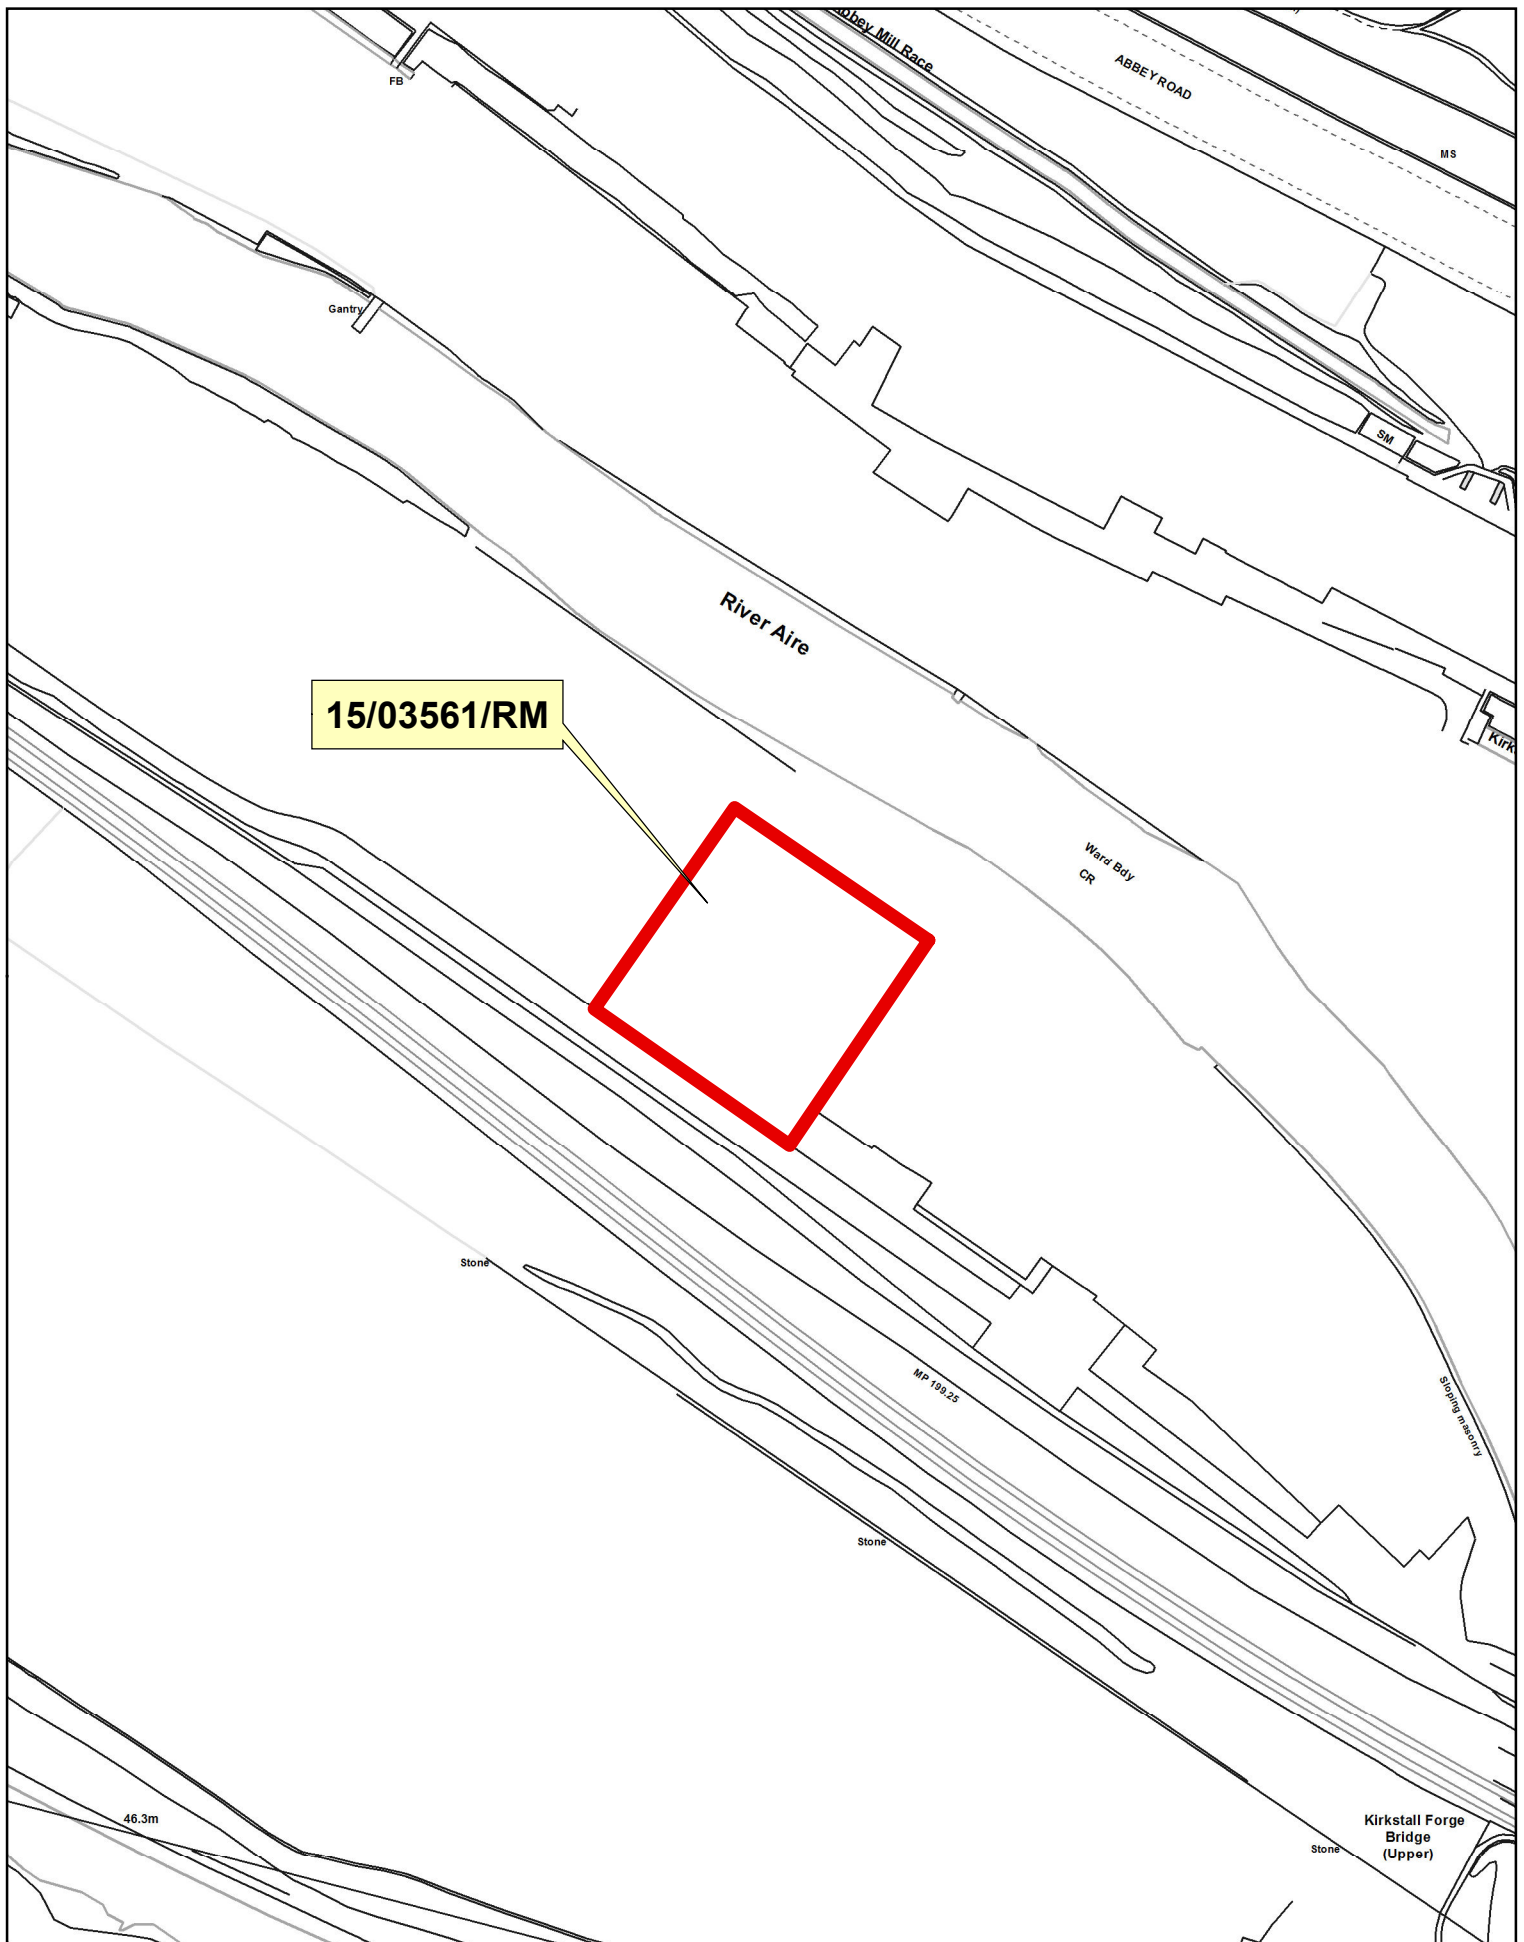 Abbey Mill Race
ABBEY ROAD
FB
MS
Gantry
SM
River Aire
15/03561/RM
Ward Bdy
CR
Stone
MP 199.25
Sloping masonry
Stone
46.3m
Kirkstall Forge
Bridge
(Upper)
Stone